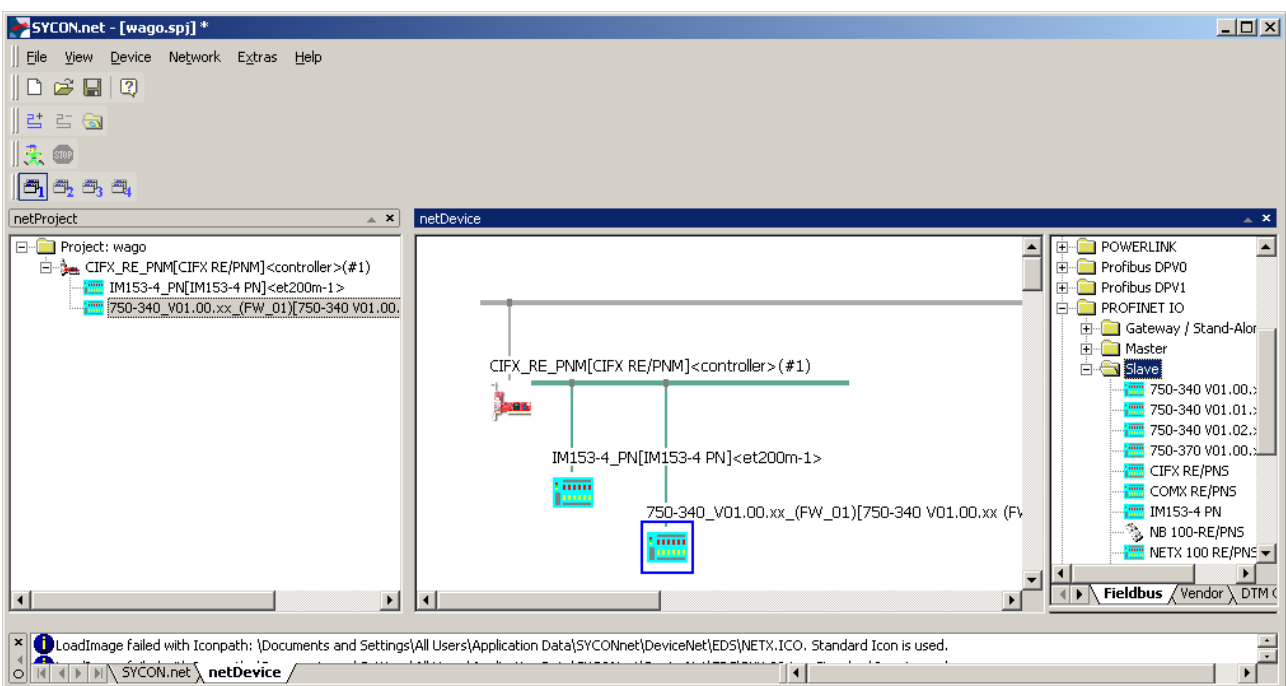 SYCON.net - [wago.spj] *
File View Device Network Extras Help
STOP
1 2 3 4
netProject
Project: wago
CIFX_RE_PNM[CIFX RE/PNM]<controller>(#1)
IM153-4_PN[IM153-4 PN]<et200m-1>
750-340_V01.00.xx_(FW_01)[750-340 V01.00.
netDevice
CIFX_RE_PNM[CIFX RE/PNM]<controller>(#1)
IM153-4_PN[IM153-4 PN]<et200m-1>
750-340_V01.00.xx_(FW_01)[750-340 V01.00.xx (FW
POWERLINK
Profibus DPV0
Profibus DPV1
PROFINET IO
Gateway / Stand-Alor
Master
Slave
750-340 V01.00.x
750-340 V01.01.x
750-340 V01.02.x
750-370 V01.00.x
CIFX RE/PNS
COMX RE/PNS
IM153-4 PN
NB 100-RE/PNS
NETX 100 RE/PNS
Fieldbus Vendor DTM C
LoadImage failed with Iconpath: \Documents and Settings\All Users\Application Data\SYCONnet\DeviceNet\EDS\NETX.ICO. Standard Icon is used.
SYCON.net netDevice